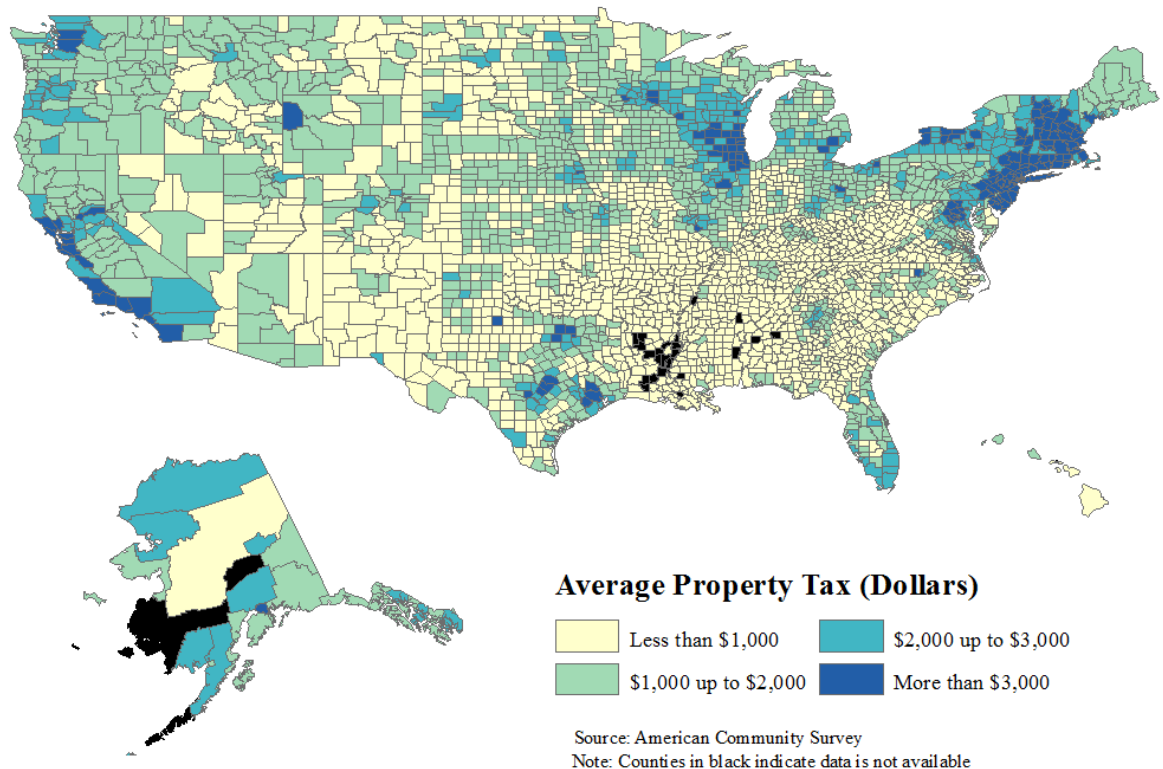 Average Property Tax (Dollars)
Less than $1,000
$2,000 up to $3,000
$1,000 up to $2,000
More than $3,000
Source: American Community Survey
Note: Counties in black indicate data is not available